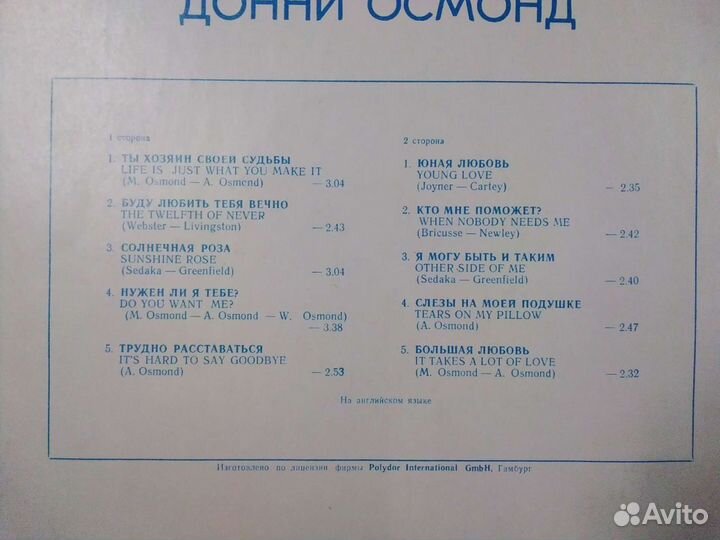 ДОННИ ОСМОНД
1 сторона
1. ТЫ ХОЗЯИН СВОЕЙ СУДЬБЫ
LIFE IS JUST WHAT YOU MAKE IT
(M. Osmond — A. Osmond) — 3.04
2. БУДУ ЛЮБИТЬ ТЕБЯ ВЕЧНО
THE TWELFTH OF NEVER
(Webster — Livingston) — 2.43
3. СОЛНЕЧНАЯ РОЗА
SUNSHINE ROSE
(Sedaka — Greenfield) — 3.04
4. НУЖЕН ЛИ Я ТЕБЕ?
DO YOU WANT ME?
(M. Osmond — A. Osmond — W. Osmond)
— 3.38
5. ТРУДНО РАССТАВАТЬСЯ
IT'S HARD TO SAY GOODBYE
(A. Osmond) — 2.53
2 сторона
1. ЮНАЯ ЛЮБОВЬ
YOUNG LOVE
(Joyner — Cartey) — 2.35
2. КТО МНЕ ПОМОЖЕТ?
WHEN NOBODY NEEDS ME
(Bricusse — Newley) — 2.42
3. Я МОГУ БЫТЬ И ТАКИМ
OTHER SIDE OF ME
(Sedaka — Greenfield) — 2.40
4. СЛЕЗЫ НА МОЕЙ ПОДУШКЕ
TEARS ON MY PILLOW
(A. Osmond) — 2.47
5. БОЛЬШАЯ ЛЮБОВЬ
IT TAKES A LOT OF LOVE
(M. Osmond — A. Osmond) — 2.32
На английском языке
Изготовлено по лицензии фирмы Polydor International GmbH, Гамбург
Avito